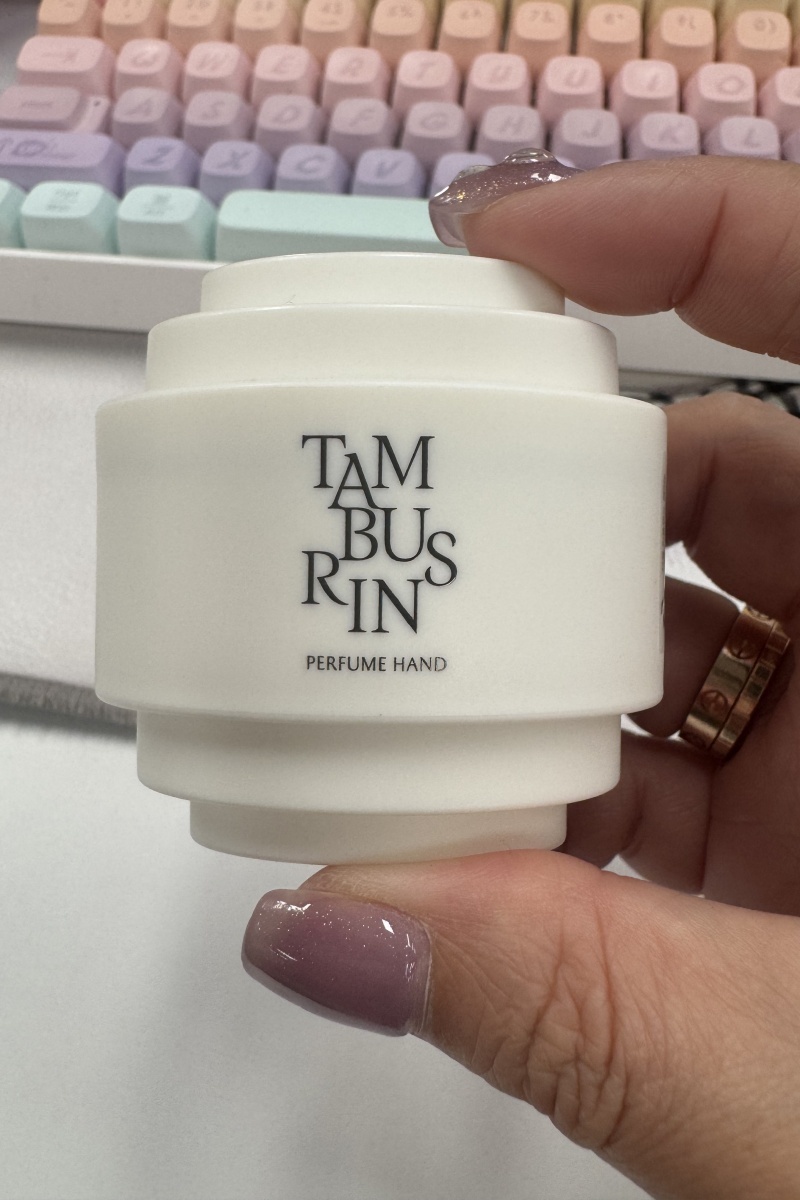 Q W E R T U U I O
A S D F G H J K L
Z X C V
TAM
BUS
RIN
PERFUME HAND